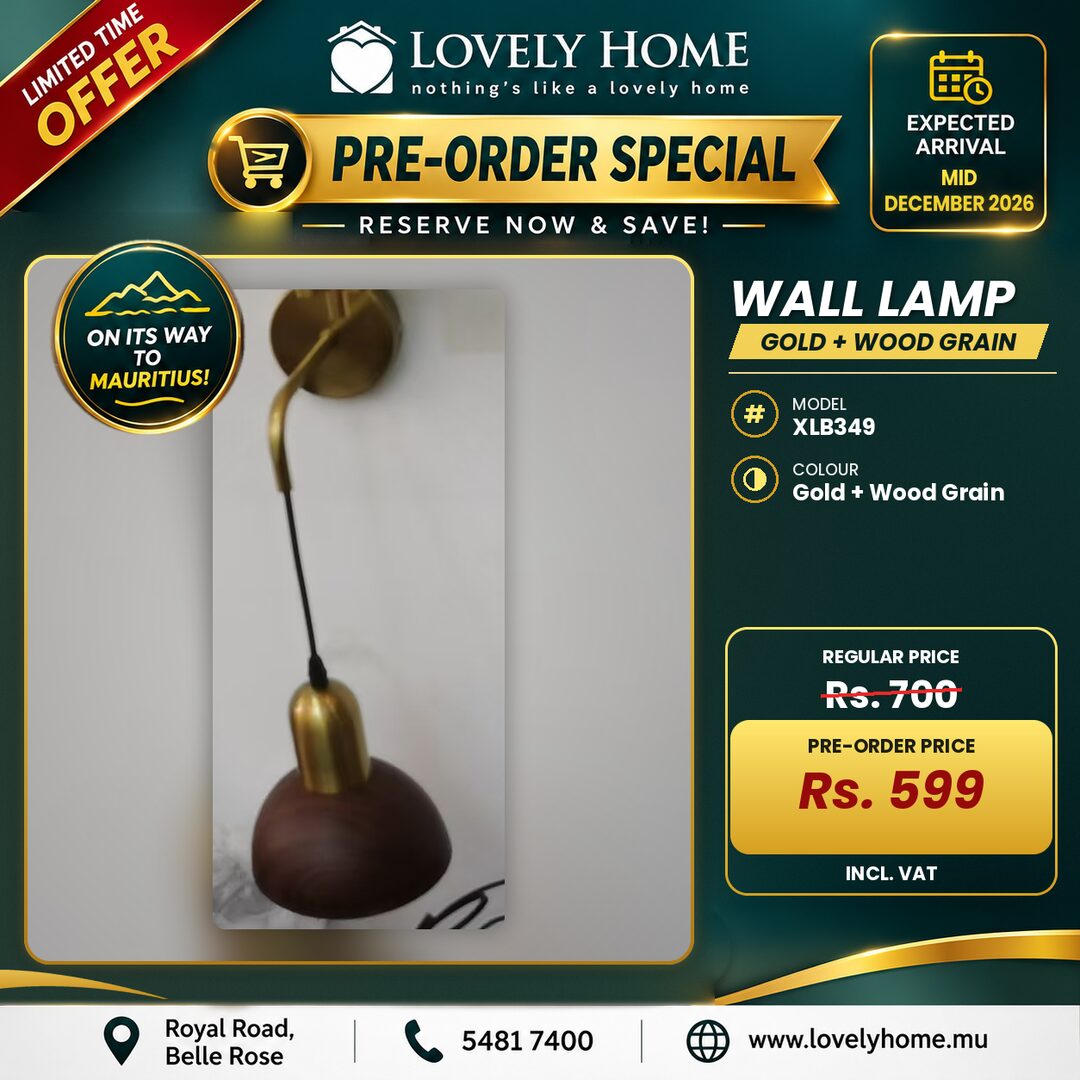 LIMITED TIME
OFFER
LOVELY HOME
nothing's like a lovely home
PRE-ORDER SPECIAL
RESERVE NOW & SAVE!
EXPECTED
ARRIVAL
MID
DECEMBER 2026
ON ITS WAY
TO
MAURITIUS!
WALL LAMP
GOLD + WOOD GRAIN
#
MODEL
XLB349
COLOUR
Gold + Wood Grain
REGULAR PRICE
Rs. 700
PRE-ORDER PRICE
Rs. 599
INCL. VAT
Royal Road,
Belle Rose
5481 7400
www.lovelyhome.mu